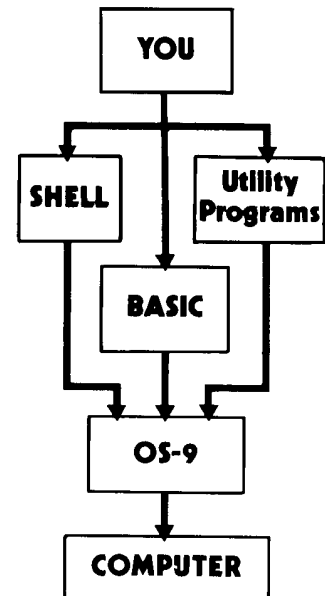 YOU
SHELL
Utility
Programs
BASIC
OS-9
COMPUTER